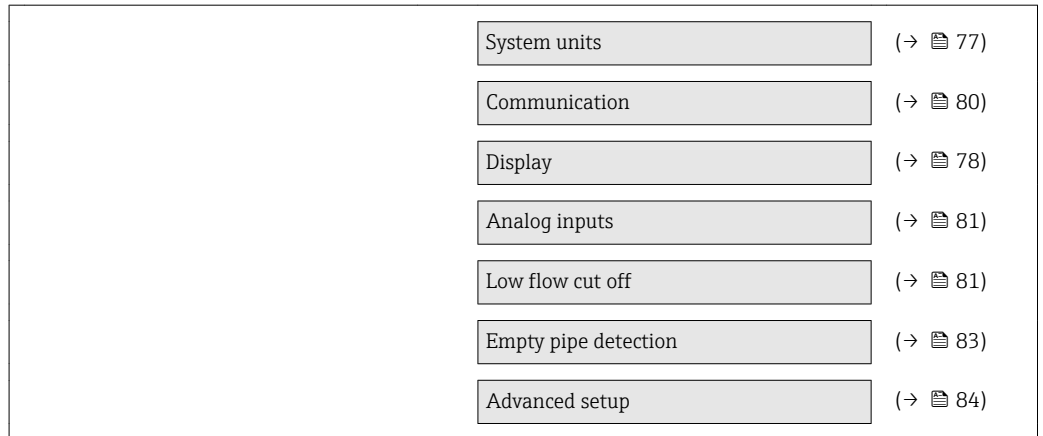 System units (→ 🖹 77)
Communication (→ 🖹 80)
Display (→ 🖹 78)
Analog inputs (→ 🖹 81)
Low flow cut off (→ 🖹 81)
Empty pipe detection (→ 🖹 83)
Advanced setup (→ 🖹 84)